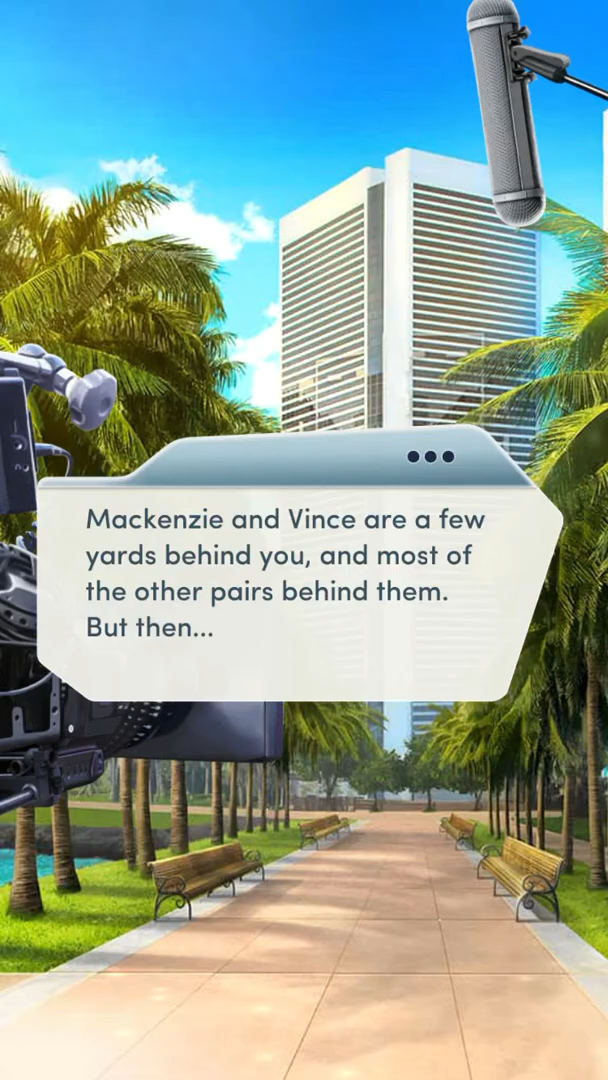 Mackenzie and Vince are a few
yards behind you, and most of
the other pairs behind them.
But then...